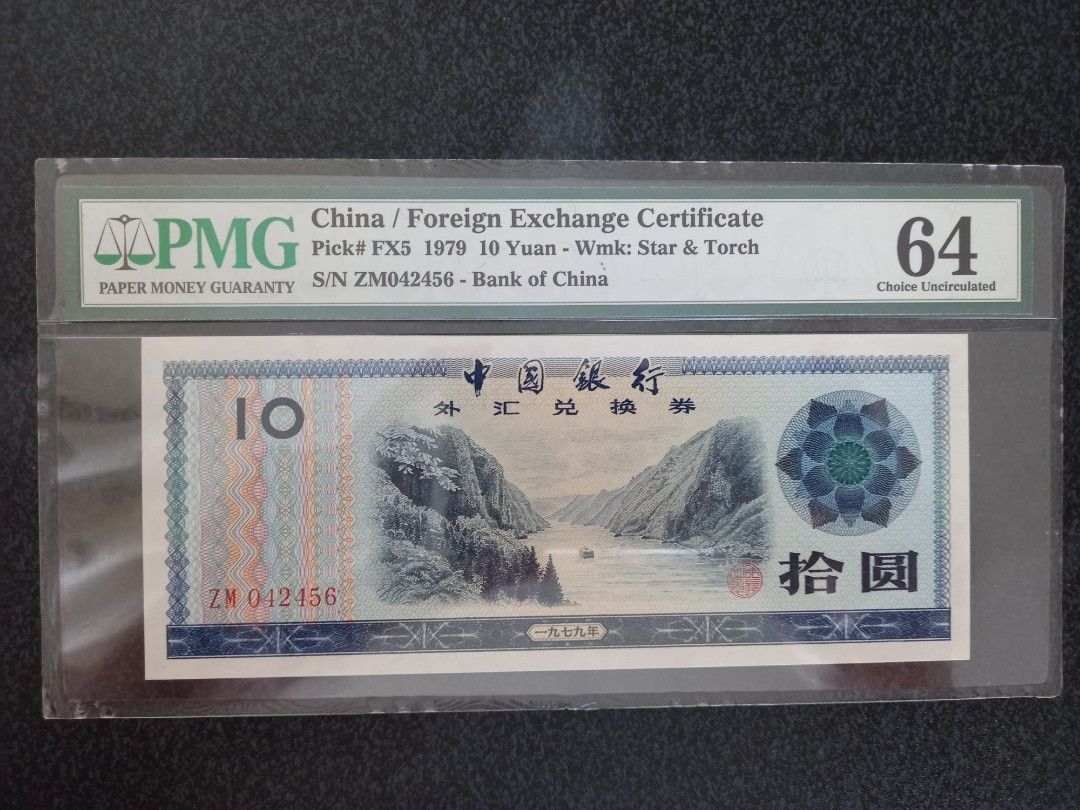 PMG
PAPER MONEY GUARANTY
China / Foreign Exchange Certificate
Pick# FX5 1979 10 Yuan - Wmk: Star & Torch
S/N ZM042456 - Bank of China
64
Choice Uncirculated
中國銀行
外汇兑换券
10
拾圆
ZM 042456
一九七九年